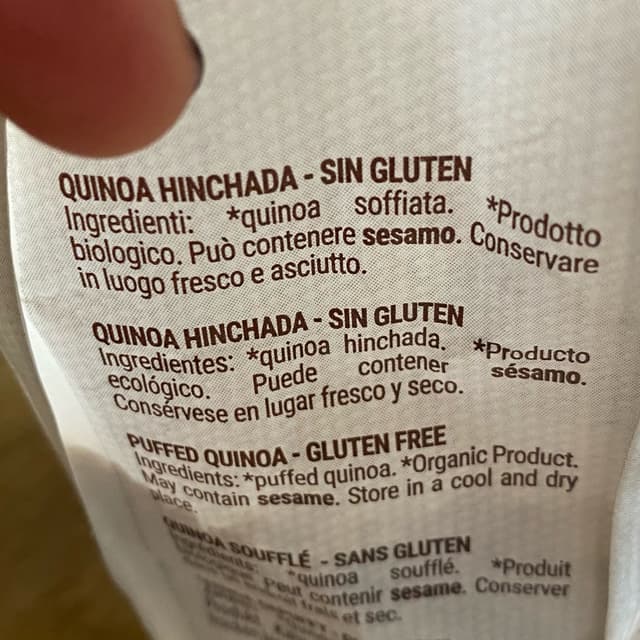 QUINOA HINCHADA - SIN GLUTEN
Ingredienti: *quinoa soffiata. *Prodotto
biologico. Può contenere sesamo. Conservare
in luogo fresco e asciutto.
QUINOA HINCHADA - SIN GLUTEN
Ingredientes: *quinoa hinchada. *Producto
ecológico. Puede contener sésamo.
Consérvese en lugar fresco y seco.
PUFFED QUINOA - GLUTEN FREE
Ingredients: *puffed quinoa. *Organic Product.
May contain sesame. Store in a cool and dry
place.
QUINOA SOUFFLÉ - SANS GLUTEN
*quinoa soufflé. *Produit
Peut contenir sesame. Conserver
et sec.